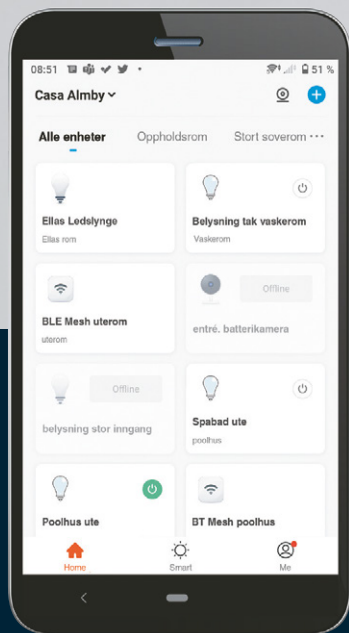 08:51
51 %
Casa Almby
Alle enheter
Oppholdsrom
Stort soverom ...
Ellas Ledslynge
Ellas rom
Belysning tak vaskerom
Vaskerom
BLE Mesh uterom
uterom
Offline
entré. batterikamera
Offline
belysning stor inngang
Spabad ute
poolhus
Poolhus ute
BT Mesh poolhus
Home
Smart
Me